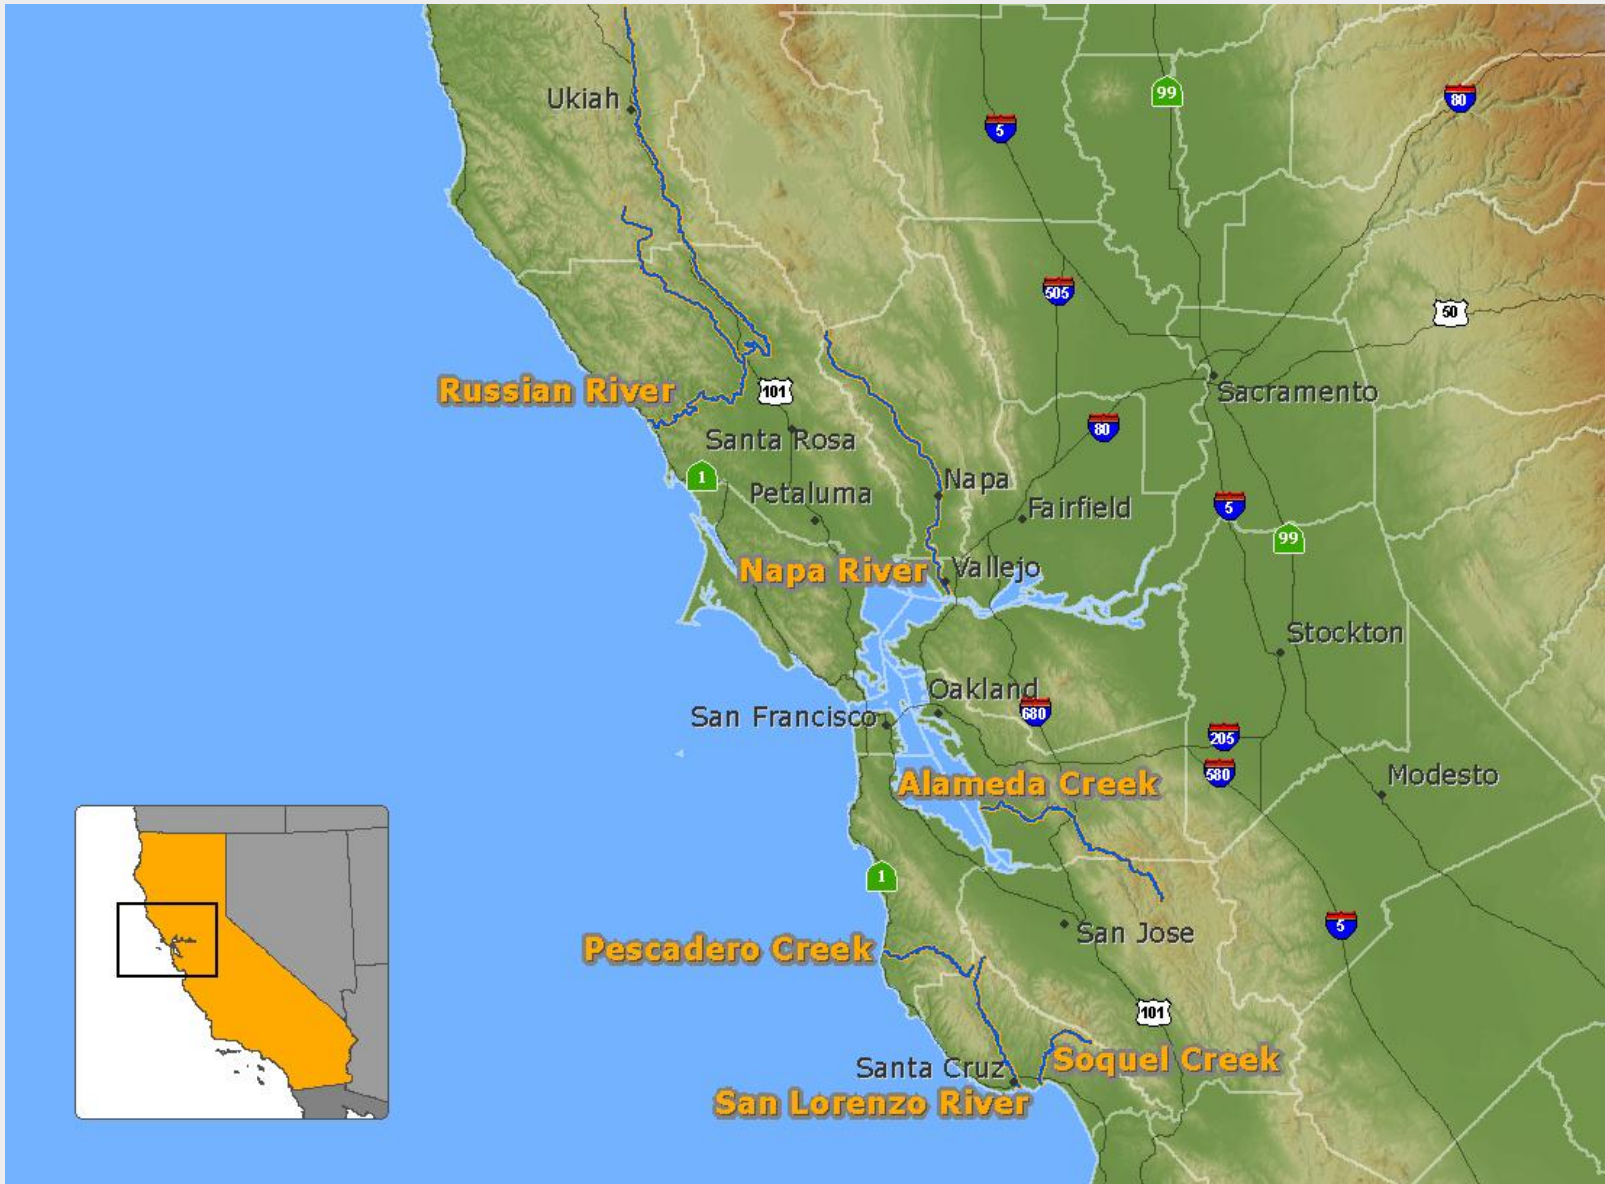 Ukiah
99
80
5
505
50
Russian River
101
Sacramento
80
Santa Rosa
1
Napa
Petaluma
Fairfield
5
99
Napa River
Vallejo
Stockton
Oakland
San Francisco
680
205
580
Alameda Creek
Modesto
1
5
San Jose
Pescadero Creek
101
Soquel Creek
Santa Cruz
San Lorenzo River